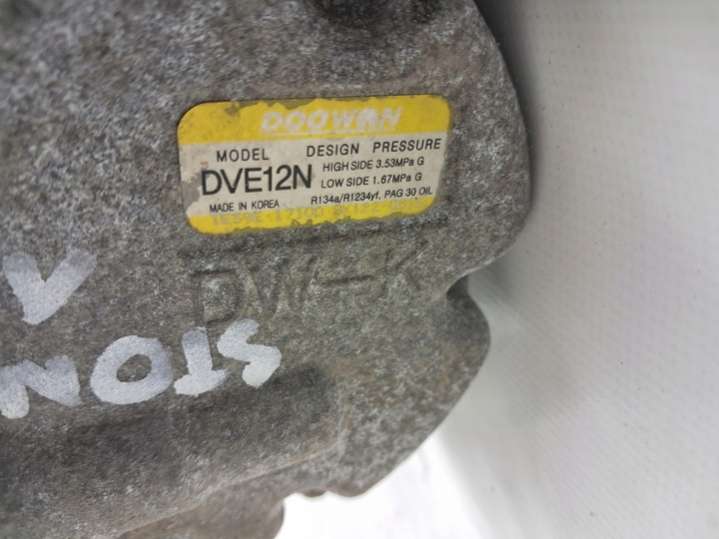 DOOWON
MODEL DESIGN PRESSURE
DVE12N HIGH SIDE 3.53MPa G
LOW SIDE 1.67MPa G
MADE IN KOREA R134a/R1234yf, PAG 30 OIL
DW-K
STON